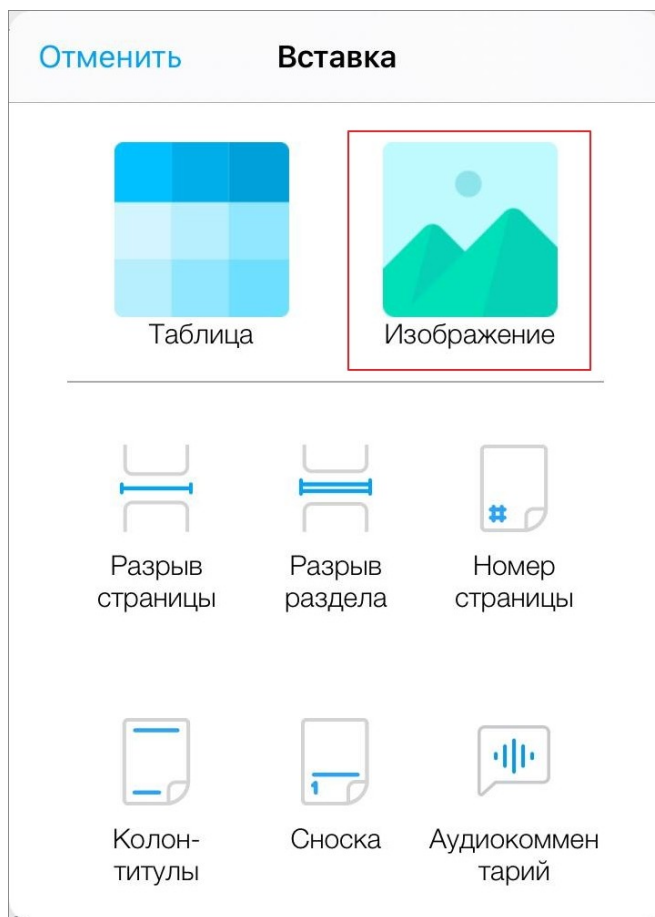 Отменить Вставка
Таблица Изображение
Разрыв страницы
Разрыв раздела
Номер страницы
Колон-
титулы
Сноска
Аудиокоммен
тарий